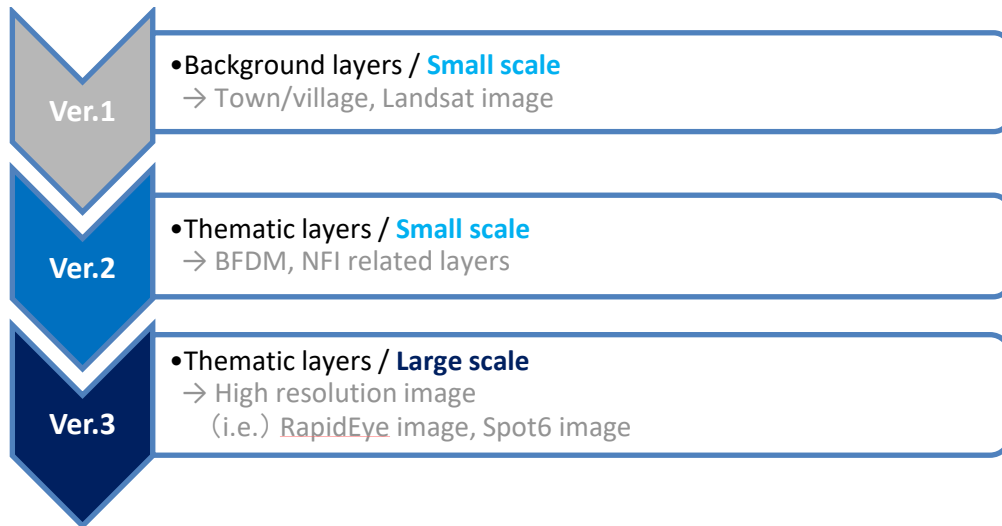 Ver.1
•Background layers / Small scale
→ Town/village, Landsat image
Ver.2
•Thematic layers / Small scale
→ BFDM, NFI related layers
Ver.3
•Thematic layers / Large scale
→ High resolution image
（i.e.）RapidEye image, Spot6 image